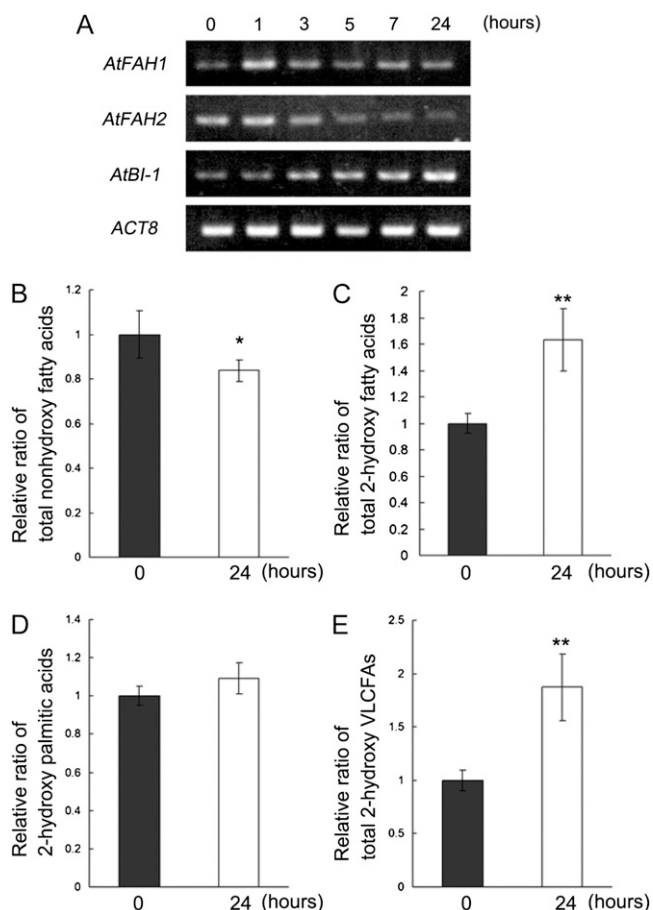 A 0 1 3 5 7 24 (hours)
AtFAH1
AtFAH2
AtBI-1
ACT8
B
Relative ratio of
total nonhydroxy fatty acids
1.2
1
0.8
0.6
0.4
0.2
0
*
0 24 (hours)
C
Relative ratio of
total 2-hydroxy fatty acids
2
1.8
1.6
1.4
1.2
1
0.8
0.6
0.4
0.2
0
**
0 24 (hours)
D
Relative ratio of
2-hydroxy palmitic acids
1.4
1.2
1
0.8
0.6
0.4
0.2
0
0 24 (hours)
E
Relative ratio of
total 2-hydroxy VLCFAs
2.5
2
1.5
1
0.5
0
**
0 24 (hours)